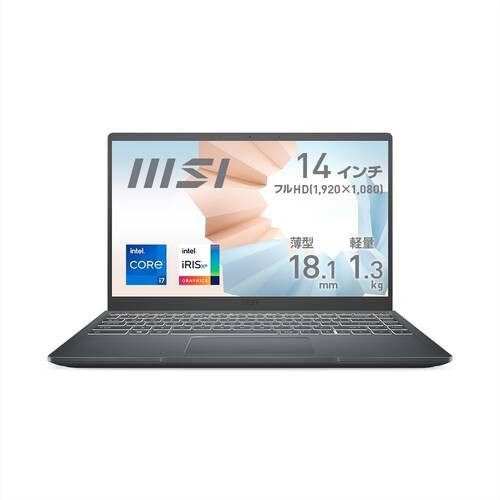 msi
14 インチ
フルHD(1,920×1,080)
薄型 軽量
18.1 mm 1.3 kg
intel CORE i7
intel iRIS Xe GRAPHICS
msi